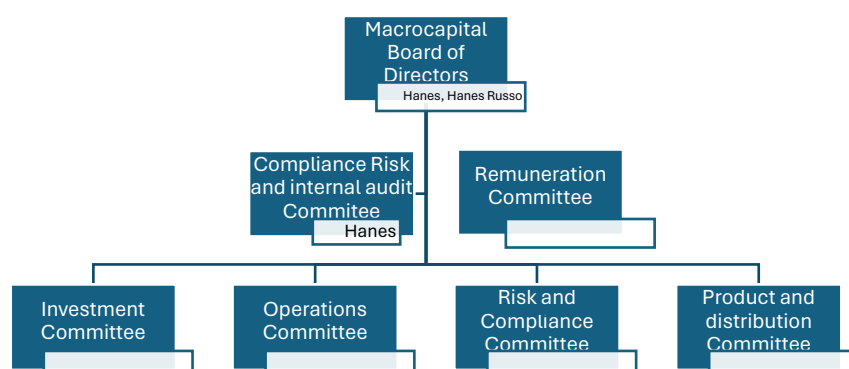 Macrocapital
Board of
Directors
Hanes, Hanes Russo
Compliance Risk
and internal audit
Commitee
Hanes
Remuneration
Committee
Investment
Committee
Operations
Committee
Risk and
Compliance
Committee
Product and
distribution
Committee